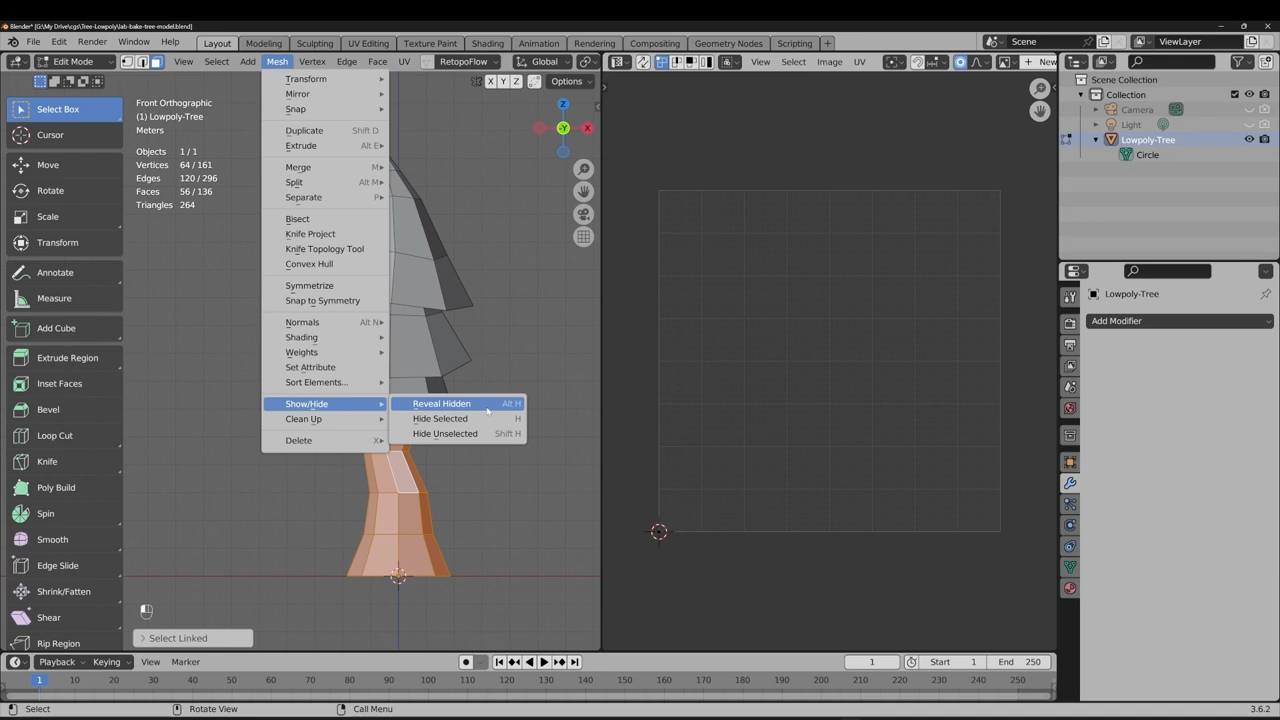 Blender* [G:\My Drive\cgs\Tree-Lowpoly\lab-bake-tree-model.blend]
File Edit Render Window Help Layout Modeling Sculpting UV Editing Texture Paint Shading Animation Rendering Compositing Geometry Nodes Scripting + Scene ViewLayer
Edit Mode View Select Add Mesh Vertex Edge Face UV RetopoFlow Global View Select Image UV New
Select Box
Cursor
Move
Rotate
Scale
Transform
Annotate
Measure
Add Cube
Extrude Region
Inset Faces
Bevel
Loop Cut
Knife
Poly Build
Spin
Smooth
Edge Slide
Shrink/Fatten
Shear
Rip Region
X Y Z Options
Front Orthographic
(1) Lowpoly-Tree
Meters
Objects 1 / 1
Vertices 64 / 161
Edges 120 / 296
Faces 56 / 136
Triangles 264
Transform
Mirror
Snap
Duplicate Shift D
Extrude Alt E
Merge M
Split Alt M
Separate P
Bisect
Knife Project
Knife Topology Tool
Convex Hull
Symmetrize
Snap to Symmetry
Normals Alt N
Shading
Weights
Set Attribute
Sort Elements...
Show/Hide
Clean Up
Delete X
Reveal Hidden Alt H
Hide Selected H
Hide Unselected Shift H
Z
-Y
X
Select Linked
Scene Collection
Collection
Camera
Light
Lowpoly-Tree
Circle
Lowpoly-Tree
Add Modifier
Playback Keying View Marker 1 Start 1 End 250
1 10 20 30 40 50 60 70 80 90 100 110 120 130 140 150 160 170 180 190 200 210 220 230 240 250
Select Rotate View Call Menu 3.6.2